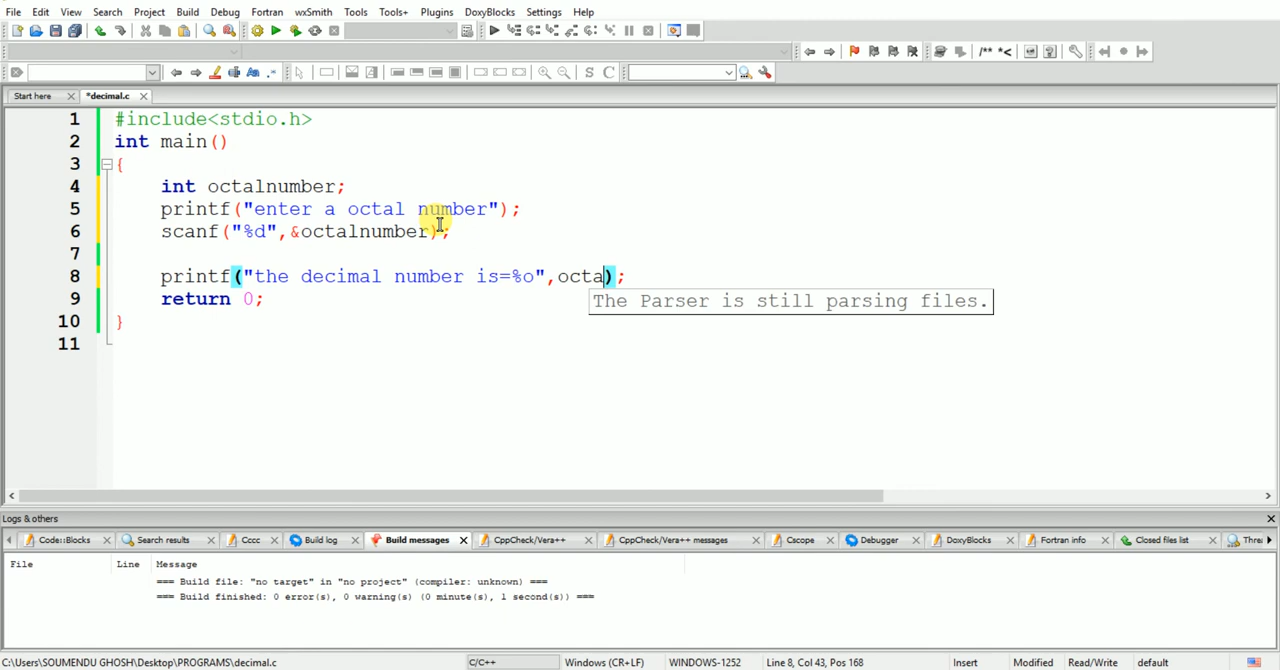 File Edit View Search Project Build Debug Fortran wxSmith Tools Tools+ Plugins DoxyBlocks Settings Help
/** *<
S C
Start here *decimal.c
1 #include<stdio.h>
2 int main()
3 {
4 int octalnumber;
5 printf("enter a octal number");
6 scanf("%d",&octalnumber);
7
8 printf("the decimal number is=%o",octa);
The Parser is still parsing files.
9 return 0;
10 }
11
Logs & others
Code::Blocks Search results Cccc Build log Build messages CppCheck/Vera++ CppCheck/Vera++ messages Cscope Debugger DoxyBlocks Fortran info Closed files list Thre
File Line Message
=== Build file: "no target" in "no project" (compiler: unknown) ===
=== Build finished: 0 error(s), 0 warning(s) (0 minute(s), 1 second(s)) ===
C:\Users\SOUMENDU GHOSH\Desktop\PROGRAMS\decimal.c C/C++ Windows (CR+LF) WINDOWS-1252 Line 8, Col 43, Pos 168 Insert Modified Read/Write default